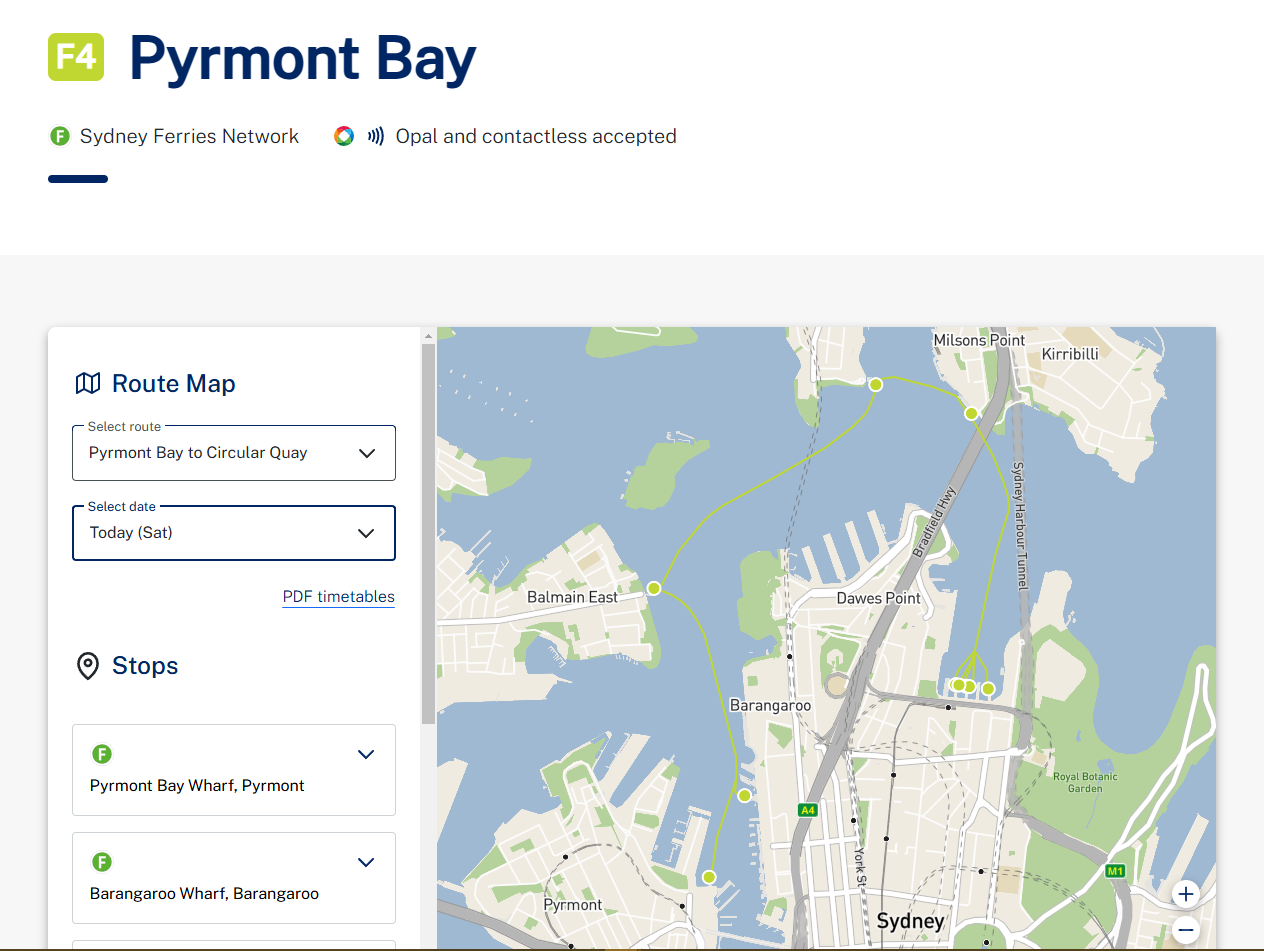 F4 Pyrmont Bay
F Sydney Ferries Network Opal and contactless accepted
Route Map
Select route
Pyrmont Bay to Circular Quay
Select date
Today (Sat)
PDF timetables
Stops
F
Pyrmont Bay Wharf, Pyrmont
F
Barangaroo Wharf, Barangaroo
Milsons Point
Kirribilli
Bradfield Hwy
Sydney Harbour Tunnel
Balmain East
Dawes Point
Barangaroo
Royal Botanic
Garden
A4
York St
M1
Pyrmont
Sydney